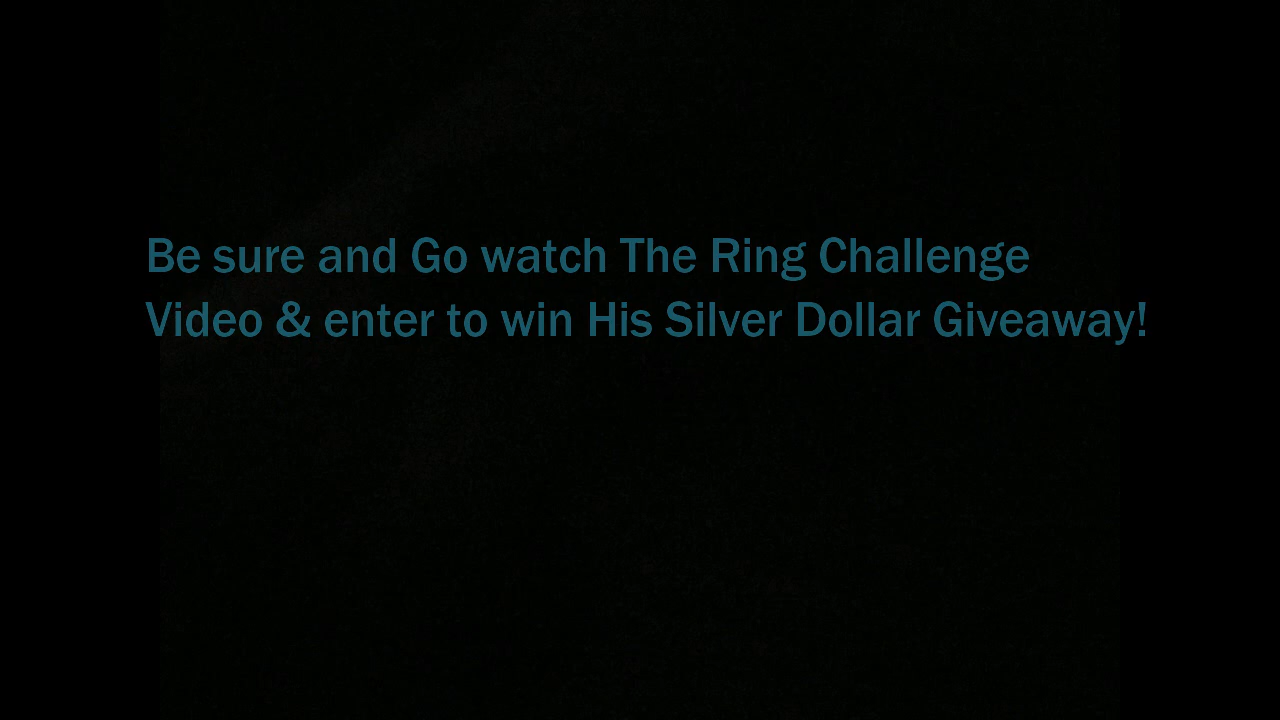 Be sure and Go watch The Ring Challenge
Video & enter to win His Silver Dollar Giveaway!